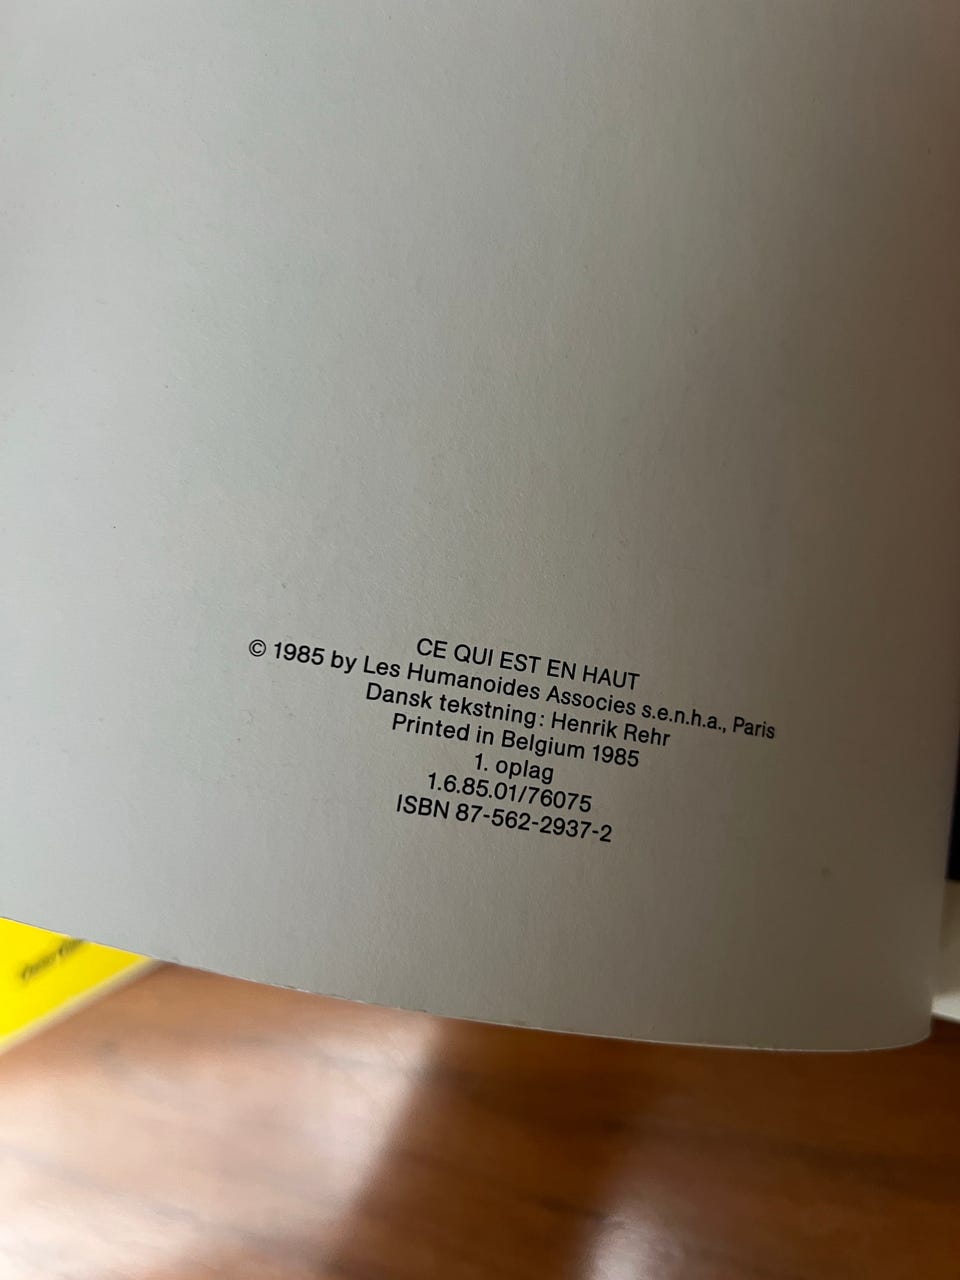 CE QUI EST EN HAUT
© 1985 by Les Humanoides Associes s.e.n.h.a., Paris
Dansk tekstning: Henrik Rehr
Printed in Belgium 1985
1. oplag
1.6.85.01/76075
ISBN 87-562-2937-2